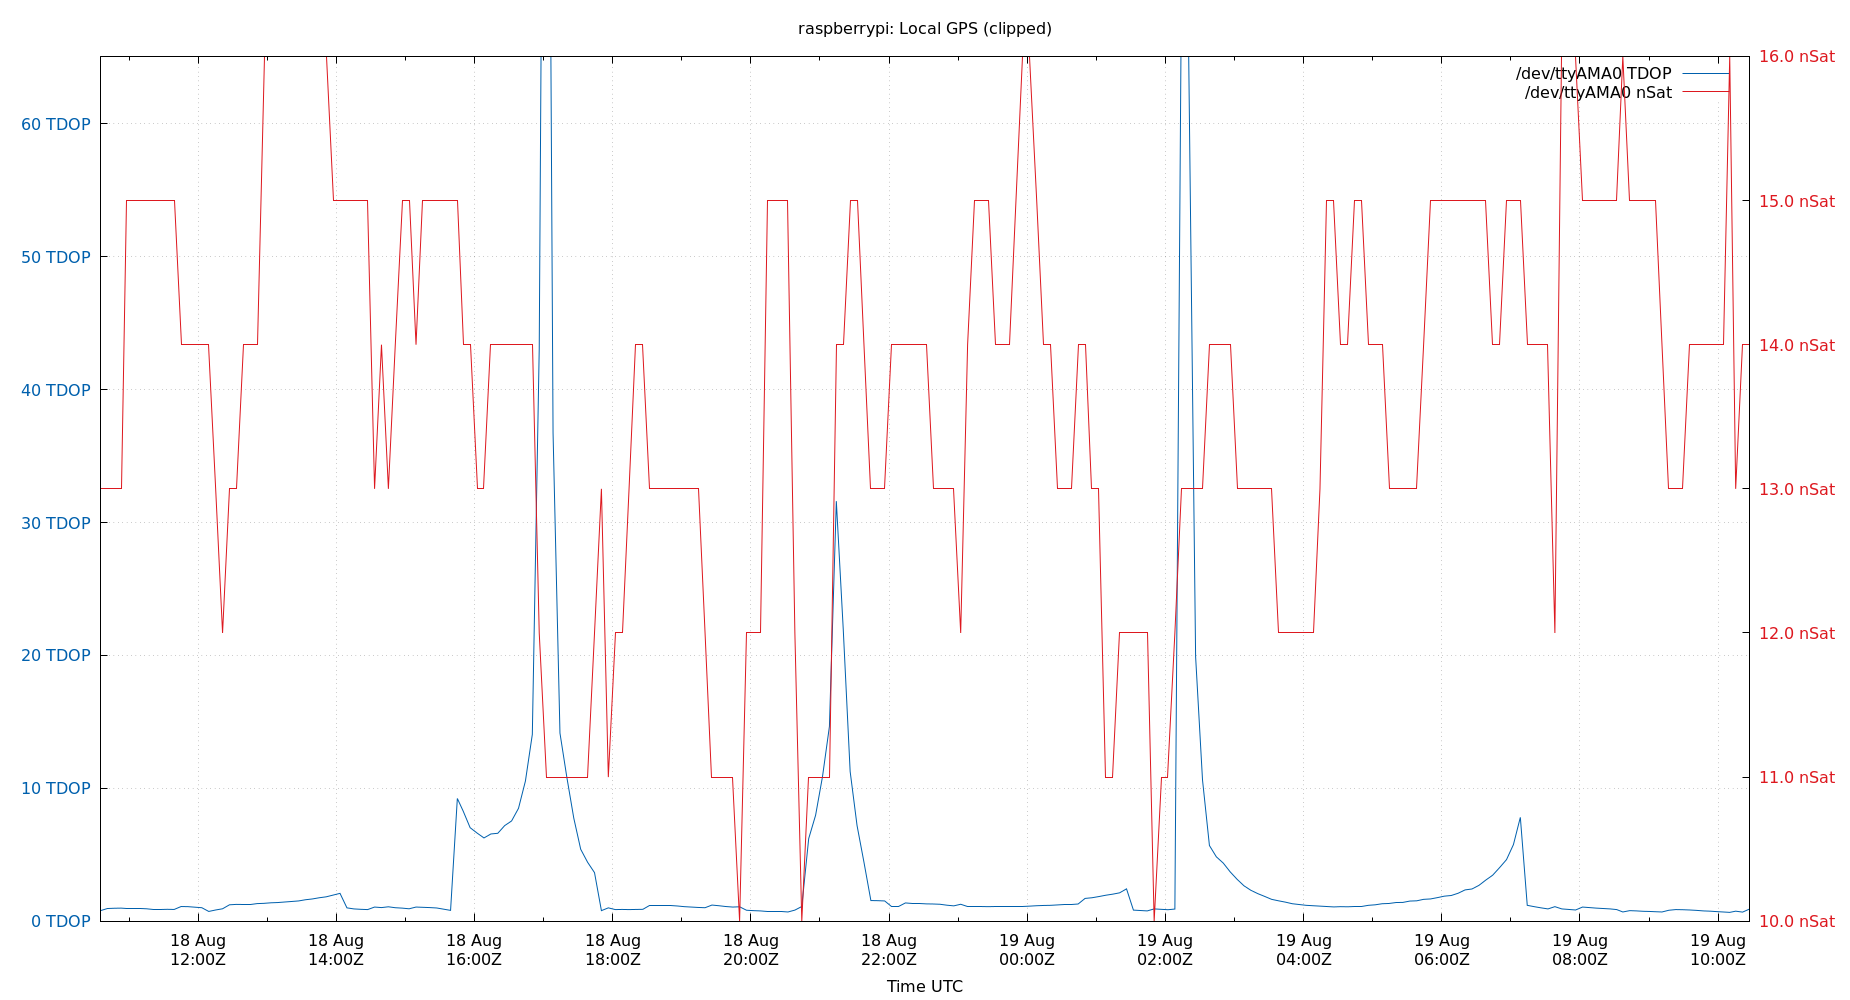 raspberrypi: Local GPS (clipped)
/dev/ttyAMA0 TDOP
/dev/ttyAMA0 nSat
60 TDOP
50 TDOP
40 TDOP
30 TDOP
20 TDOP
10 TDOP
0 TDOP
16.0 nSat
15.0 nSat
14.0 nSat
13.0 nSat
12.0 nSat
11.0 nSat
10.0 nSat
18 Aug
12:00Z
18 Aug
14:00Z
18 Aug
16:00Z
18 Aug
18:00Z
18 Aug
20:00Z
18 Aug
22:00Z
19 Aug
00:00Z
19 Aug
02:00Z
19 Aug
04:00Z
19 Aug
06:00Z
19 Aug
08:00Z
19 Aug
10:00Z
Time UTC